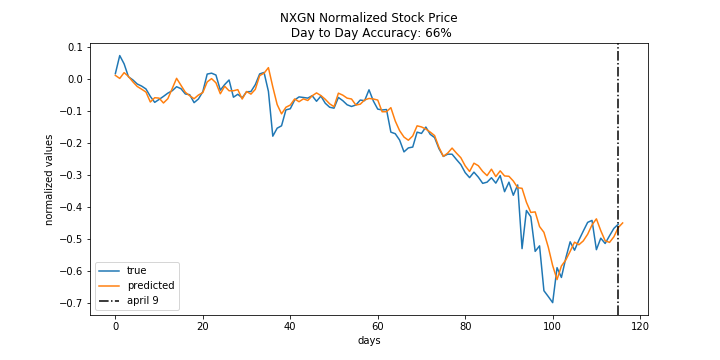 NXGN Normalized Stock Price
Day to Day Accuracy: 66%
0.1
0.0
−0.1
−0.2
−0.3
−0.4
−0.5
−0.6
−0.7
normalized values
true
predicted
april 9
0 20 40 60 80 100 120
days